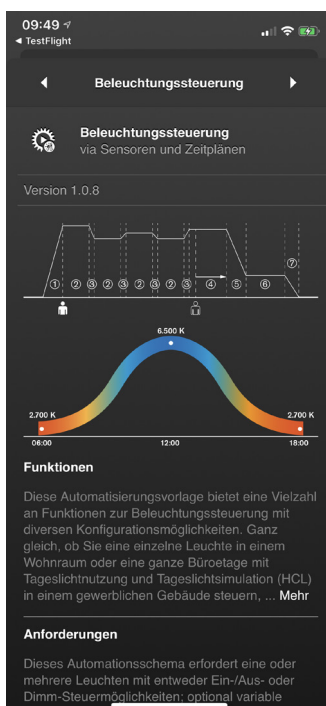 09:49
◀ TestFlight
Beleuchtungssteuerung
Beleuchtungssteuerung
via Sensoren und Zeitplänen
Version 1.0.8
⑦
① ② ③ ② ③ ② ③ ② ③ ④ ⑤ ⑥
6.500 K
2.700 K 2.700 K
06:00 12:00 18:00
Funktionen
Diese Automatisierungsvorlage bietet eine Vielzahl
an Funktionen zur Beleuchtungssteuerung mit
diversen Konfigurationsmöglichkeiten. Ganz
gleich, ob Sie eine einzelne Leuchte in einem
Wohnraum oder eine ganze Büroetage mit
Tageslichtnutzung und Tageslichtsimulation (HCL)
in einem gewerblichen Gebäude steuern, ... Mehr
Anforderungen
Dieses Automationsschema erfordert eine oder
mehrere Leuchten mit entweder Ein-/Aus- oder
Dimm-Steuermöglichkeiten; optional variable